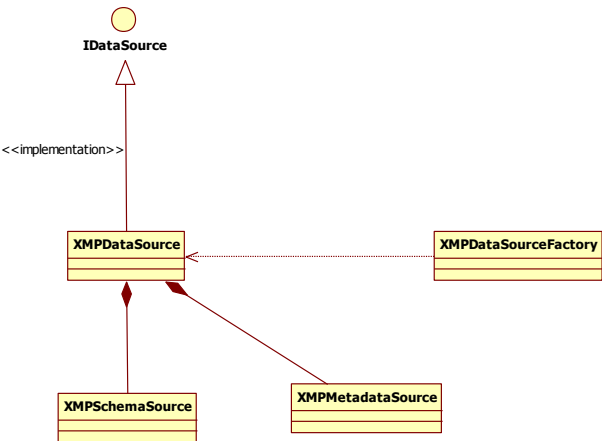 IDataSource
<<implementation>>
XMPDataSource
XMPDataSourceFactory
XMPSchemaSource
XMPMetadataSource